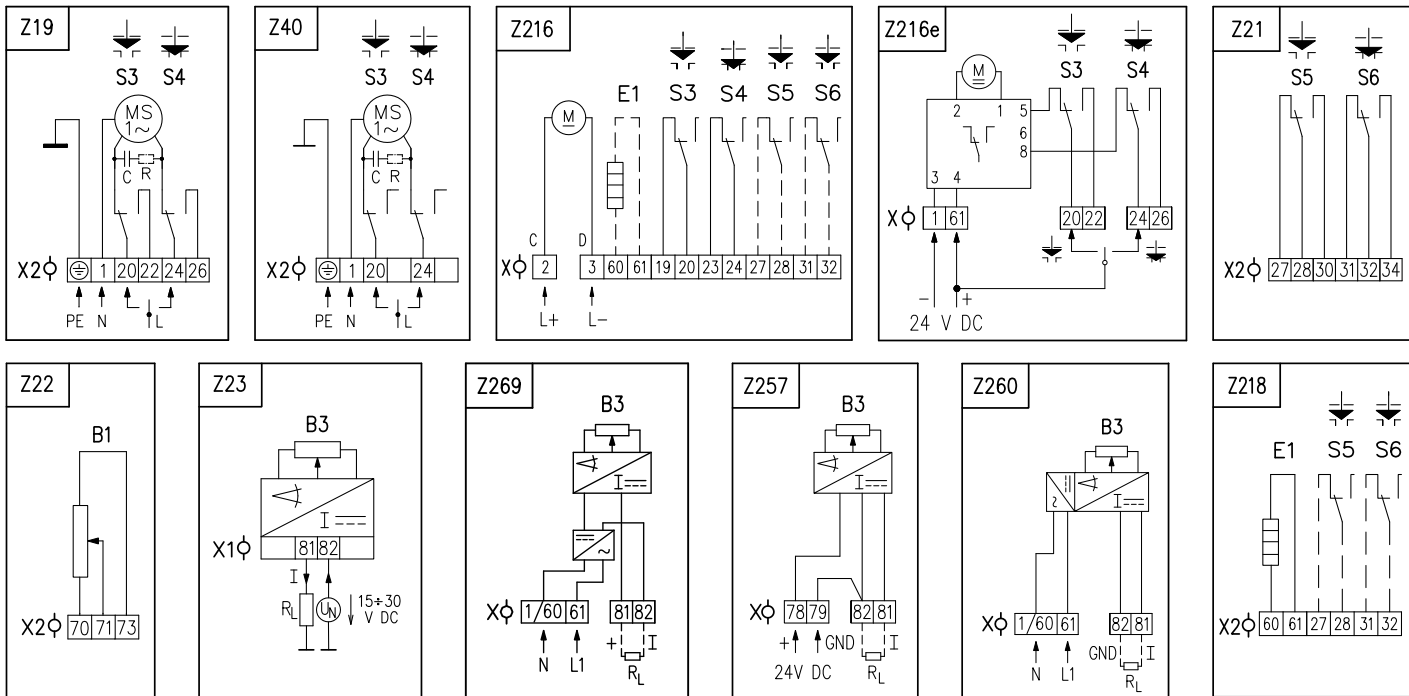 Z19
S3 S4
MS
1~
C R
X2 1 20 22 24 26
PE N L
Z40
S3 S4
MS
1~
C R
X2 1 20 24
PE N L
Z216
E1 S3 S4 S5 S6
M
C D
X 2 3 60 61 19 20 23 24 27 28 31 32
L+ L-
Z216e
S3 S4
M
2 1 5
6
8
3 4
X 1 61 20 22 24 26
- +
24 V DC
Z21
S5 S6
X2 27 28 30 31 32 34
Z22
B1
X2 70 71 73
Z23
B3
I
X1 81 82
I
RL UN 15÷30
V DC
Z269
B3
I
~
X 1/60 61 81 82
+ I
N L1 RL
Z257
B3
I
X 78 79 82 81
+ GND I
24V DC RL
Z260
B3
~ I
X 1/60 61 82 81
GND I
N L1 RL
Z218
E1 S5 S6
X2 60 61 27 28 31 32